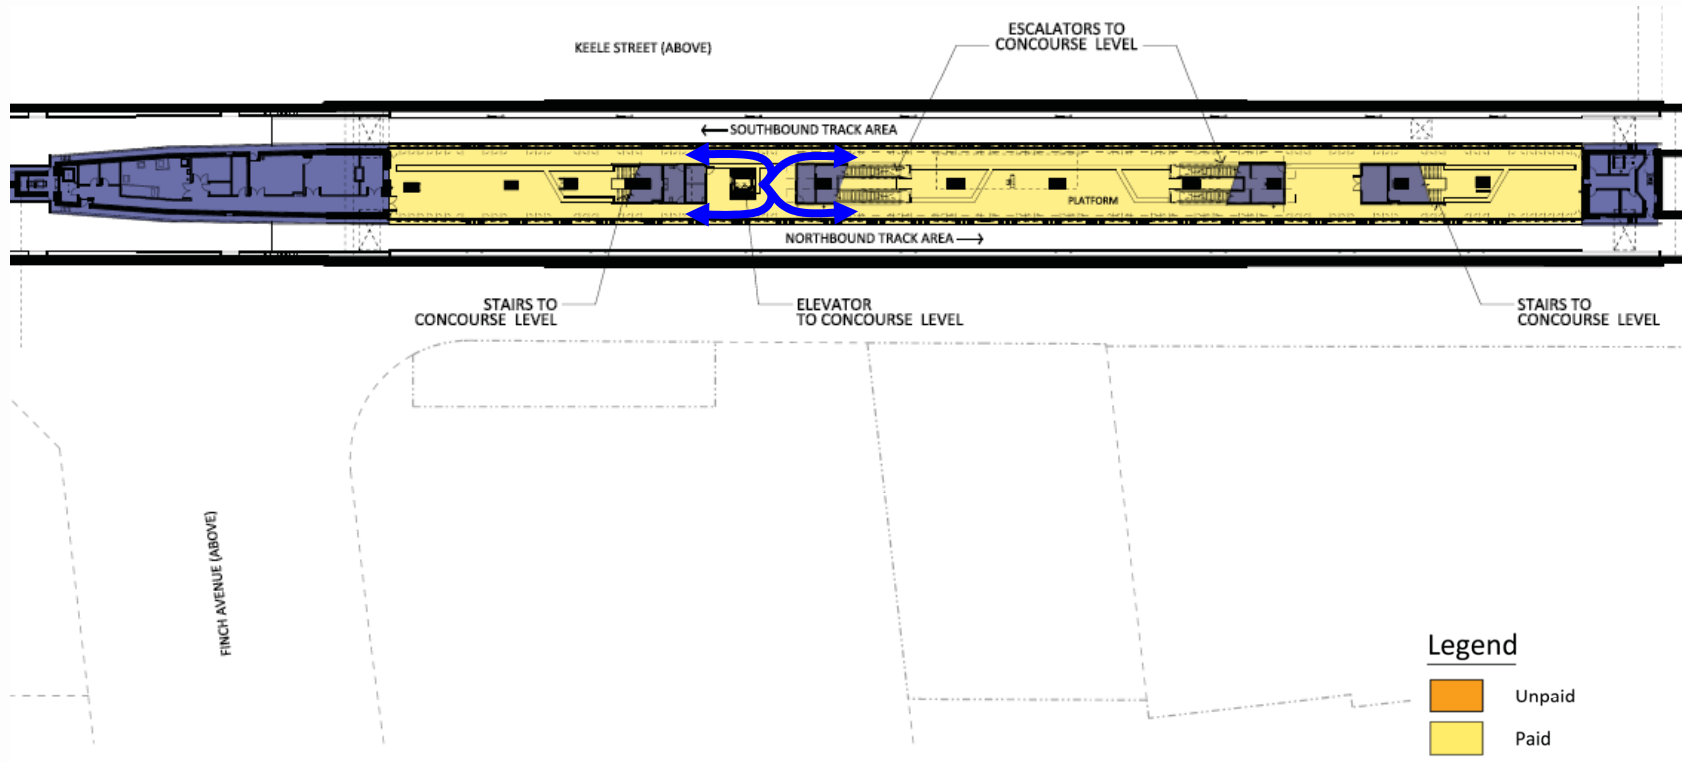 ESCALATORS TO
CONCOURSE LEVEL
KEELE STREET (ABOVE)
SOUTHBOUND TRACK AREA
PLATFORM
NORTHBOUND TRACK AREA
STAIRS TO
CONCOURSE LEVEL
ELEVATOR
TO CONCOURSE LEVEL
STAIRS TO
CONCOURSE LEVEL
FINCH AVENUE (ABOVE)
Legend
Unpaid
Paid